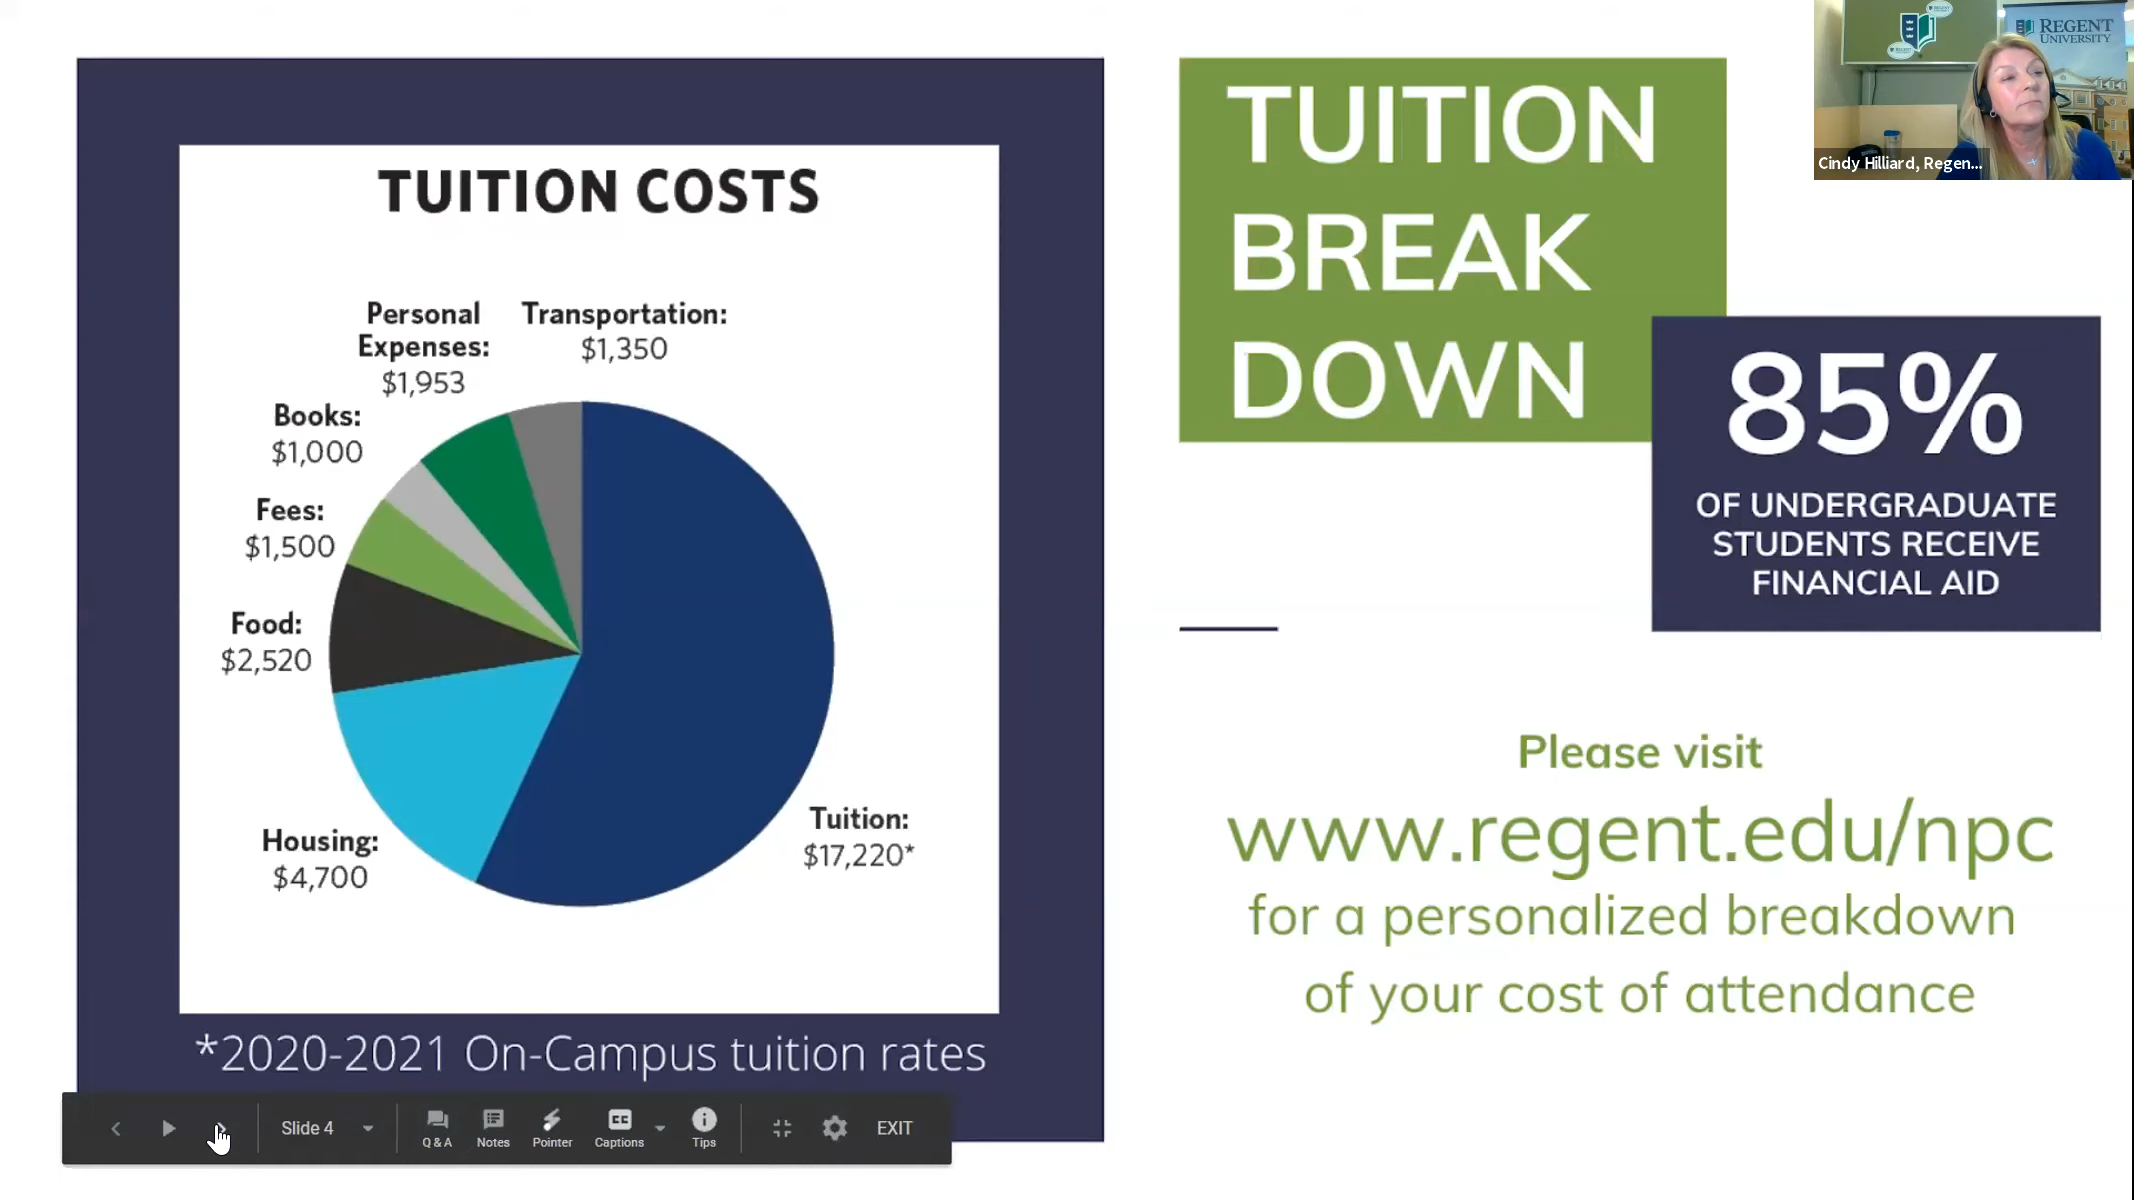 TUITION COSTS
Personal
Expenses:
$1,953
Transportation:
$1,350
Books:
$1,000
Fees:
$1,500
Food:
$2,520
Housing:
$4,700
Tuition:
$17,220*
*2020-2021 On-Campus tuition rates
TUITION
BREAK
DOWN
85%
OF UNDERGRADUATE
STUDENTS RECEIVE
FINANCIAL AID
Please visit
www.regent.edu/npc
for a personalized breakdown
of your cost of attendance
REGENT
UNIVERSITY
Cindy Hilliard, Regen...
Slide 4
Q & A
Notes
Pointer
CC
Captions
Tips
EXIT